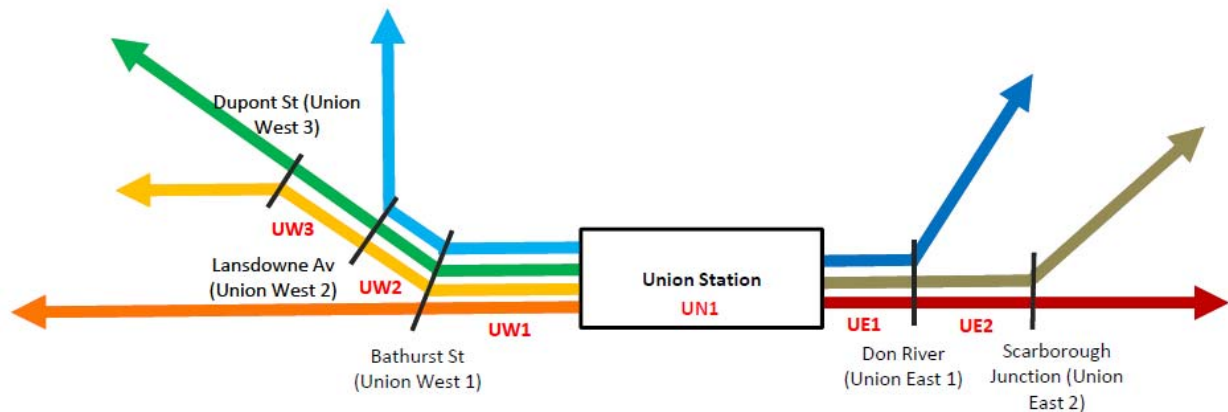 Dupont St (Union
West 3)
UW3
Lansdowne Av
(Union West 2)
UW2
UW1
Bathurst St
(Union West 1)
Union Station
UN1
UE1
UE2
Don River
(Union East 1)
Scarborough
Junction (Union
East 2)